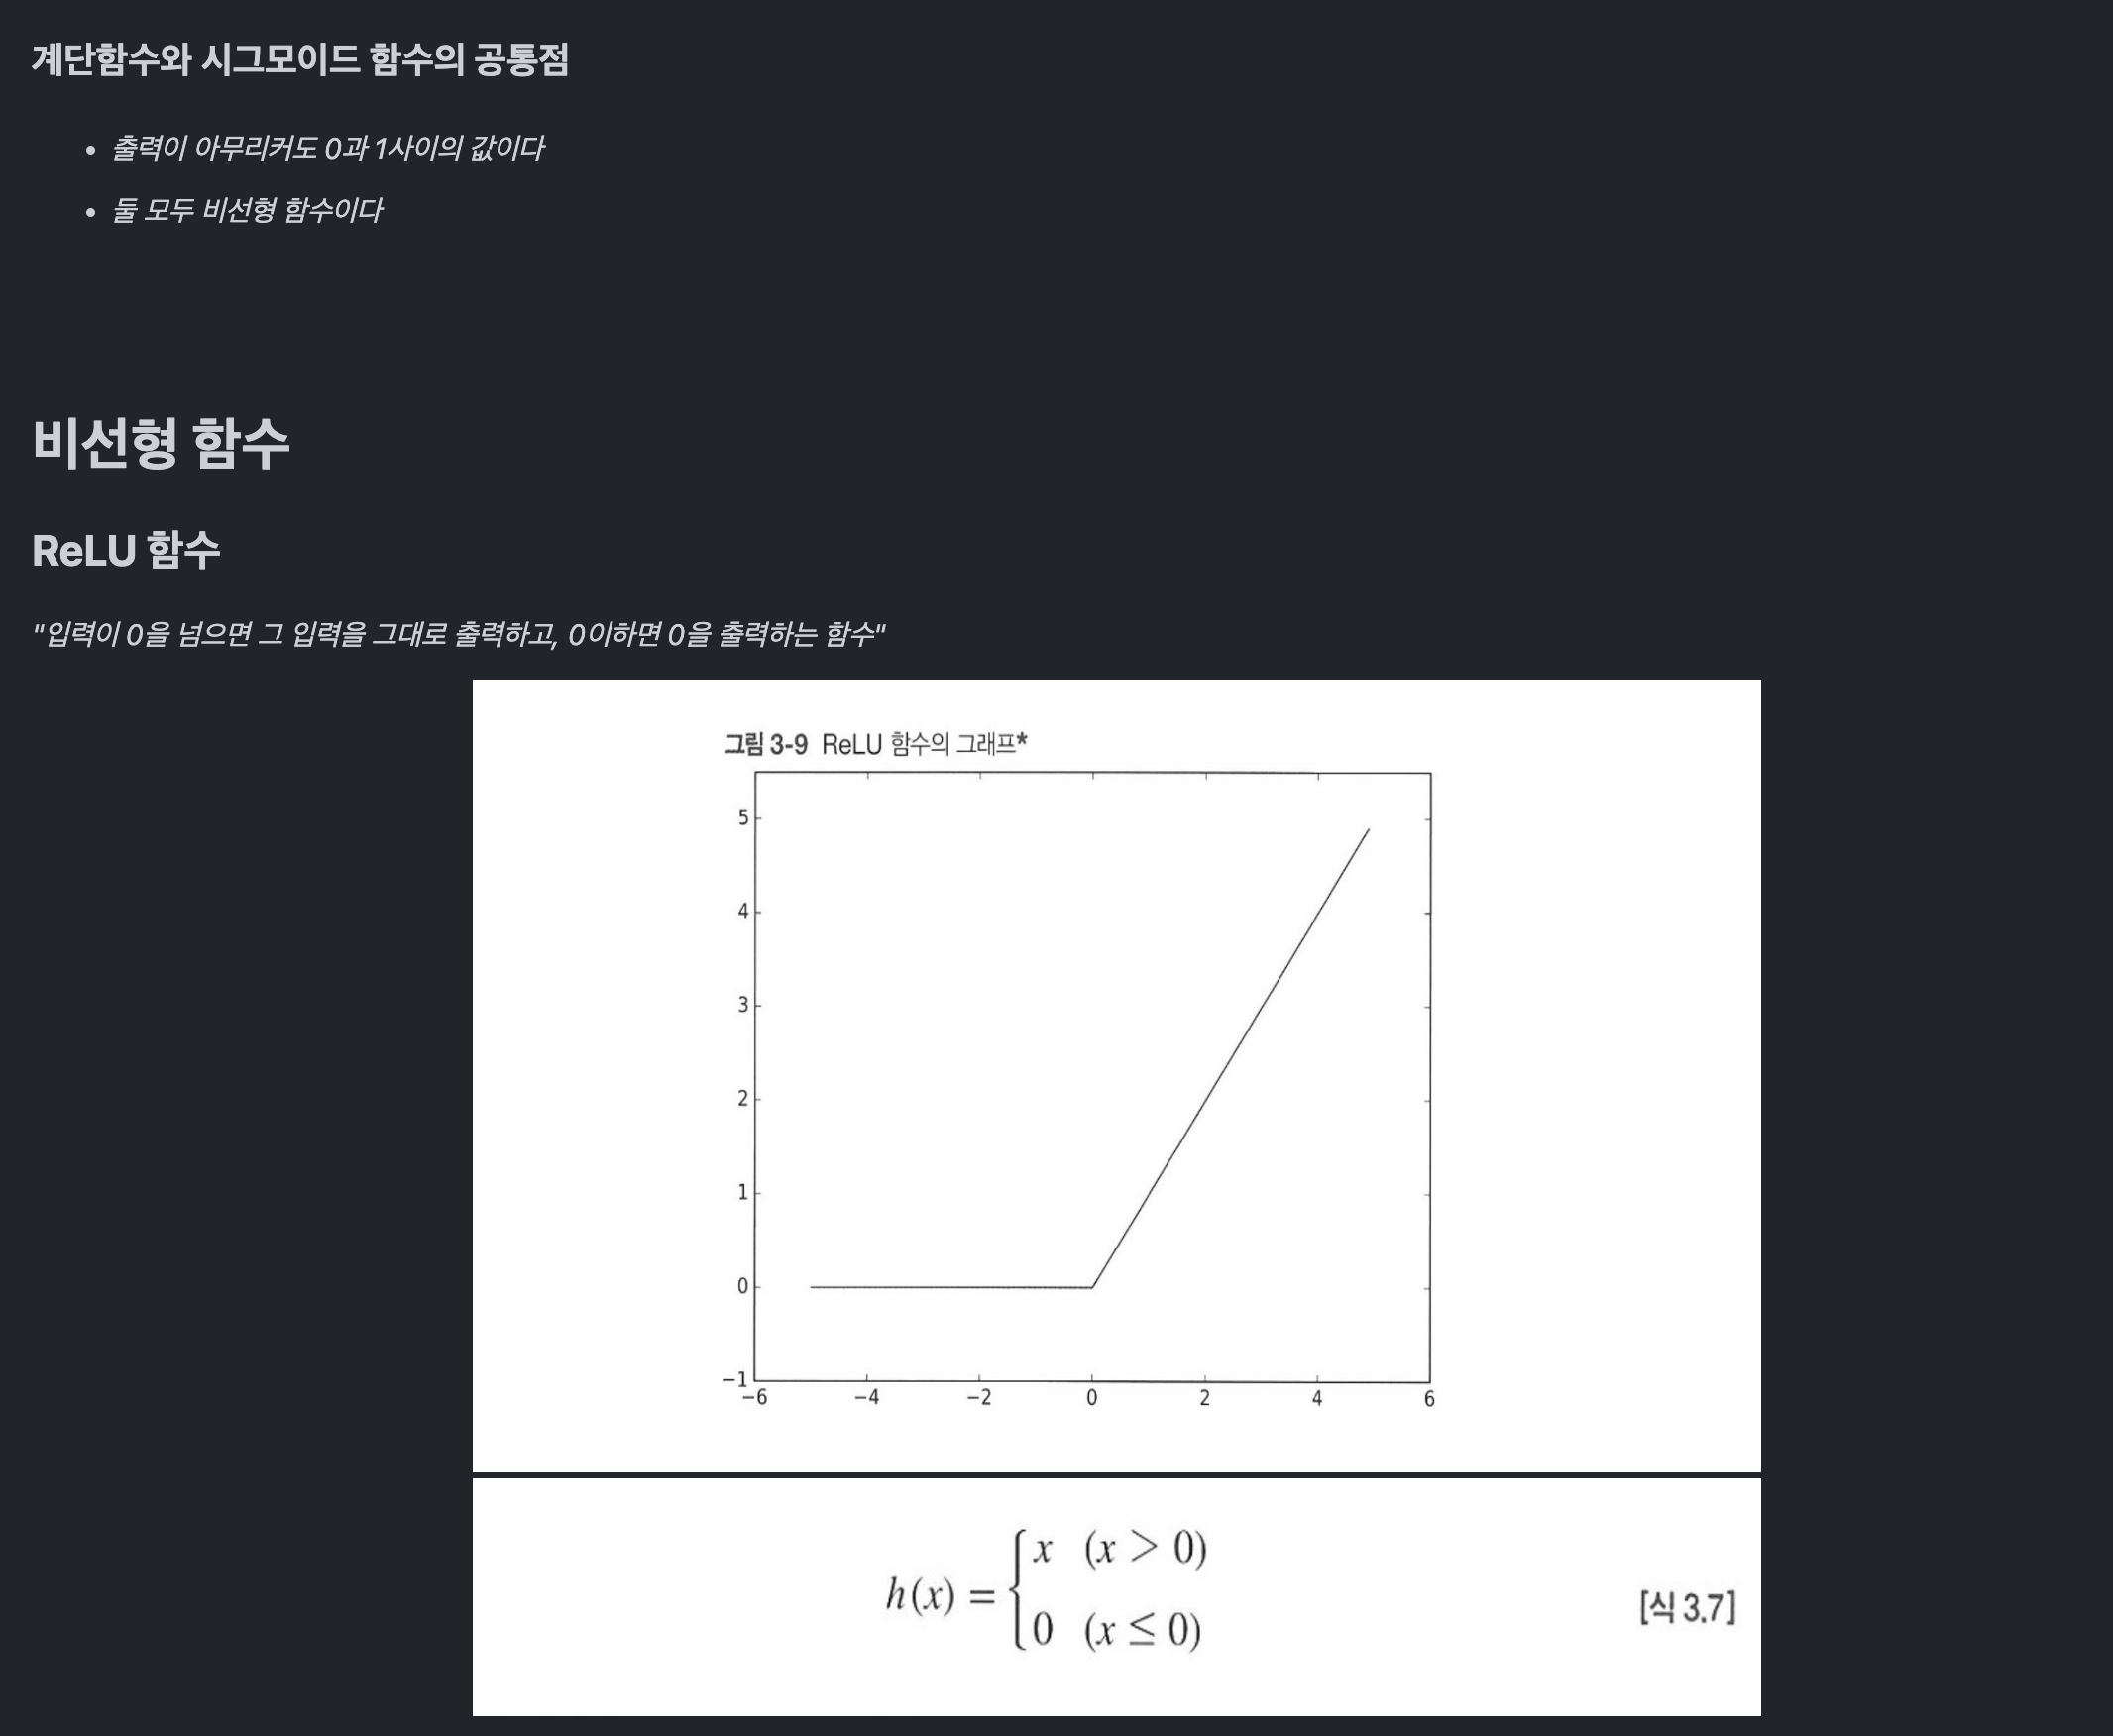 계단함수와 시그모이드 함수의 공통점
• 출력이 아무리커도 0과 1사이의 값이다
• 둘 모두 비선형 함수이다
비선형 함수
ReLU 함수
"입력이 0을 넘으면 그 입력을 그대로 출력하고, 0이하면 0을 출력하는 함수"
그림 3-9 ReLU 함수의 그래프*
5
4
3
2
1
0
−1
−6 −4 −2 0 2 4 6
h(x) = { x (x > 0)
0 (x ≤ 0)
[식 3.7]